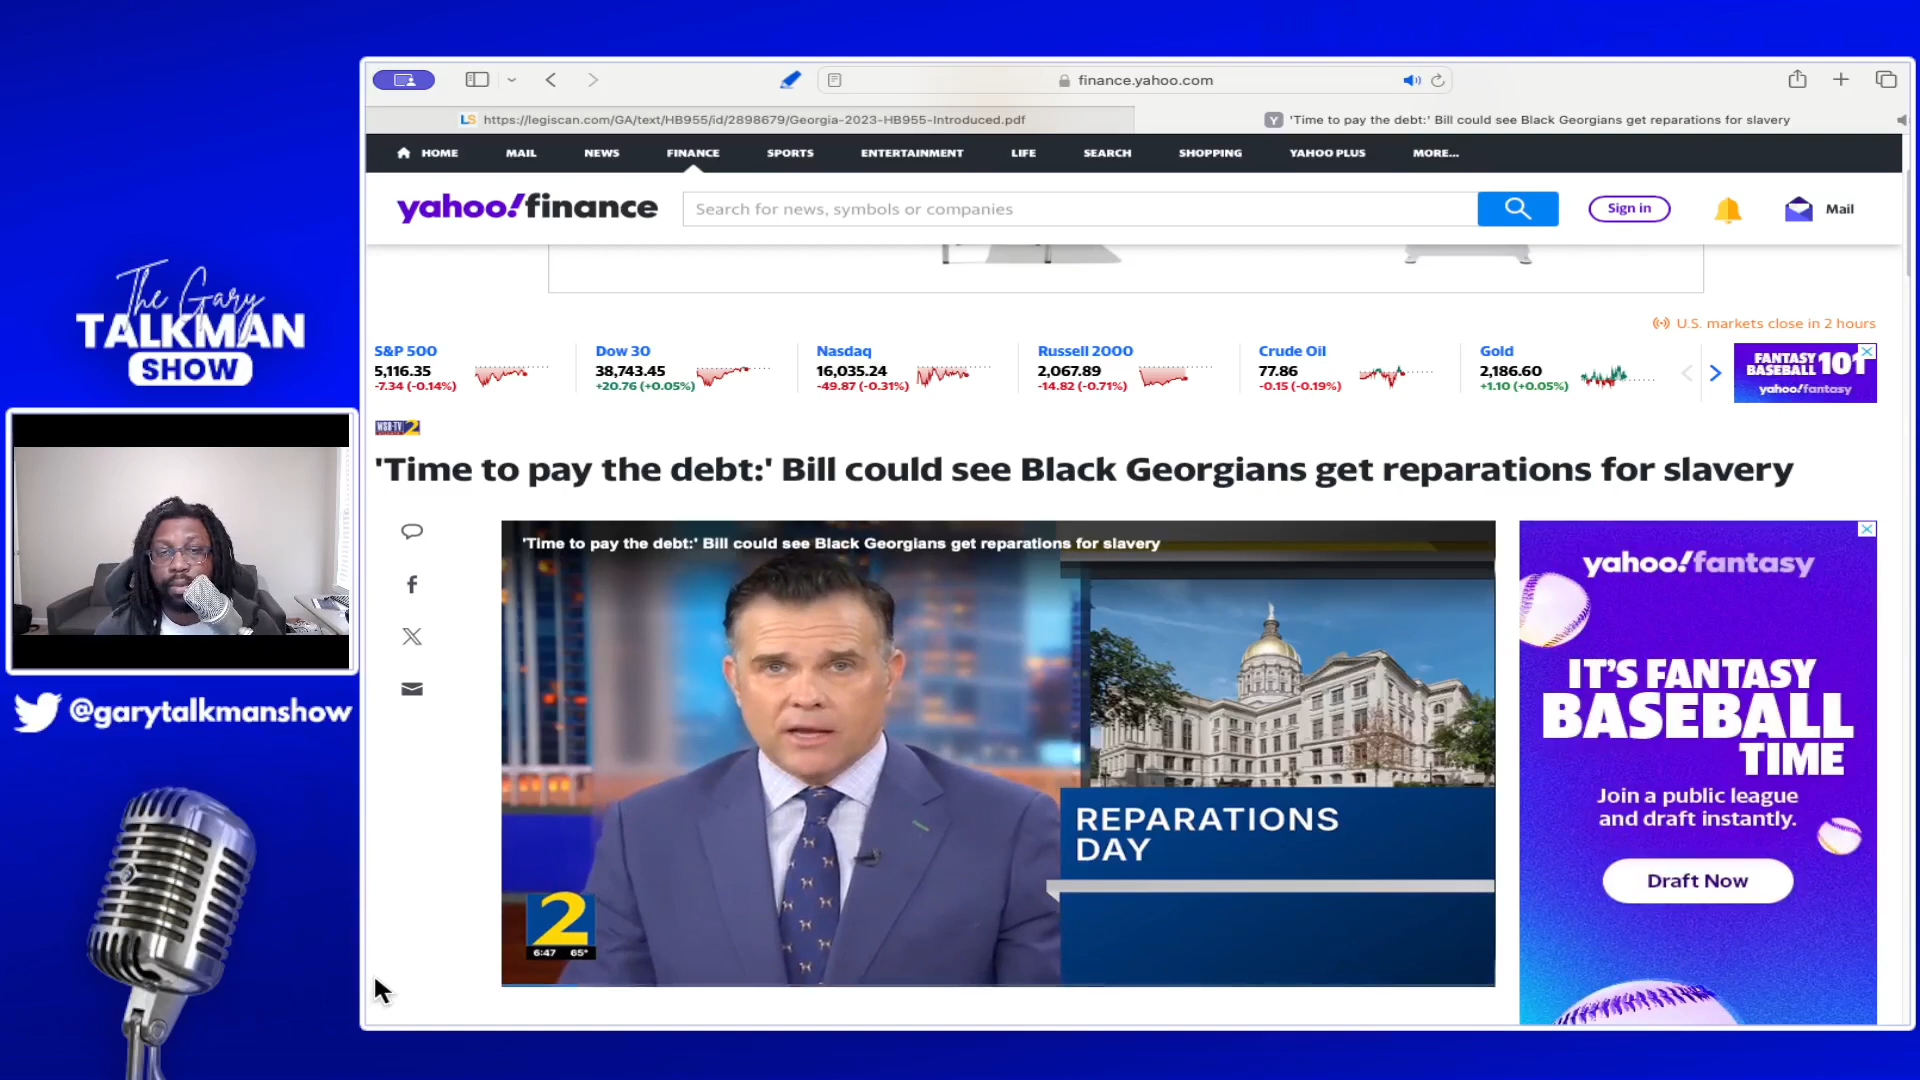 The Gary
TALKMAN
SHOW
@garytalkmanshow
finance.yahoo.com
LS https://legiscan.com/GA/text/HB955/id/2898679/Georgia-2023-HB955-Introduced.pdf
Y 'Time to pay the debt:' Bill could see Black Georgians get reparations for slavery
HOME MAIL NEWS FINANCE SPORTS ENTERTAINMENT LIFE SEARCH SHOPPING YAHOO PLUS MORE...
yahoo!finance
Search for news, symbols or companies
Sign in
Mail
U.S. markets close in 2 hours
S&P 500
5,116.35
-7.34 (-0.14%)
Dow 30
38,743.45
+20.76 (+0.05%)
Nasdaq
16,035.24
-49.87 (-0.31%)
Russell 2000
2,067.89
-14.82 (-0.71%)
Crude Oil
77.86
-0.15 (-0.19%)
Gold
2,186.60
+1.10 (+0.05%)
FANTASY
BASEBALL 101
yahoo!fantasy
WSB-TV 2
'Time to pay the debt:' Bill could see Black Georgians get reparations for slavery
'Time to pay the debt:' Bill could see Black Georgians get reparations for slavery
REPARATIONS
DAY
2
6:47 65°
yahoo!fantasy
IT'S FANTASY
BASEBALL
TIME
Join a public league
and draft instantly.
Draft Now